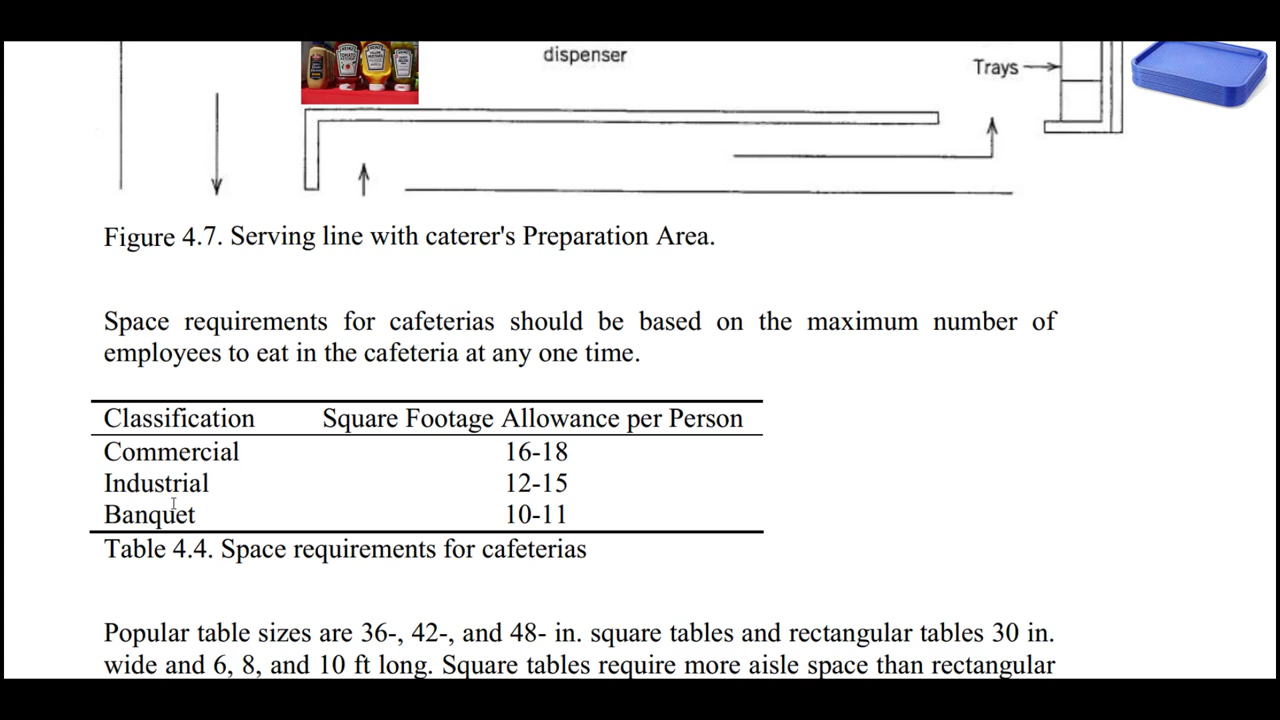 dispenser
Trays
Figure 4.7. Serving line with caterer's Preparation Area.
Space requirements for cafeterias should be based on the maximum number of
employees to eat in the cafeteria at any one time.
Classification Square Footage Allowance per Person
Commercial 16-18
Industrial 12-15
Banquet 10-11
Table 4.4. Space requirements for cafeterias
Popular table sizes are 36-, 42-, and 48- in. square tables and rectangular tables 30 in.
wide and 6, 8, and 10 ft long. Square tables require more aisle space than rectangular